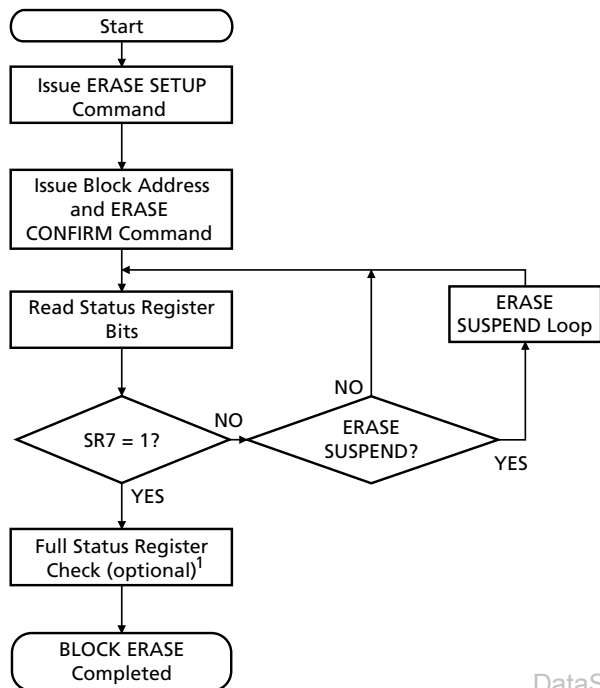 Start
Issue ERASE SETUP
Command
Issue Block Address
and ERASE
CONFIRM Command
Read Status Register
Bits
ERASE
SUSPEND Loop
NO
NO
SR7 = 1?
ERASE
SUSPEND?
YES
YES
Full Status Register
Check (optional)1
BLOCK ERASE
Completed
DataS